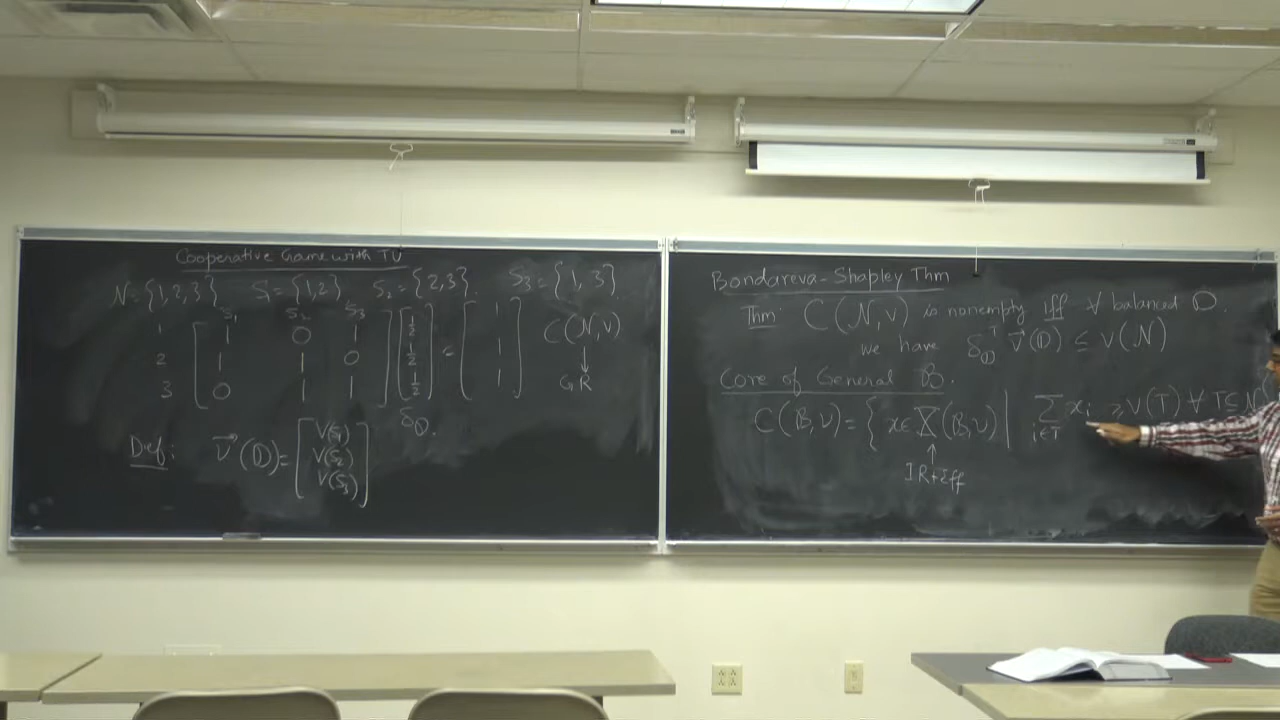 Cooperative Game with TU
N = {1,2,3} S₁ = {1,2} S₂ = {2,3} S₃ = {1, 3}
S₁ S₂ S₃
1 [ 1 0 1 ] [ 1/2 ] = [ 1 ] C(N,v)
2 [ 1 1 0 ] [ 1/2 ] [ 1 ] ↓
3 [ 0 1 1 ] [ 1/2 ] [ 1 ] GR
δ_D.
Def: v⃗(D) = [ V(S₁) V(S₂) V(S₃) ]
Bondareva-Shapley Thm
Thm: C(N,v) is nonempty iff ∀ balanced D.
we have δ_D^T v⃗(D) ≤ v(N)
Core of General B.
C(B,v) = { x∈X(B,v) | Σ_{i∈T} x_i ≥ v(T) ∀ T⊆N
↑
IR+Eff